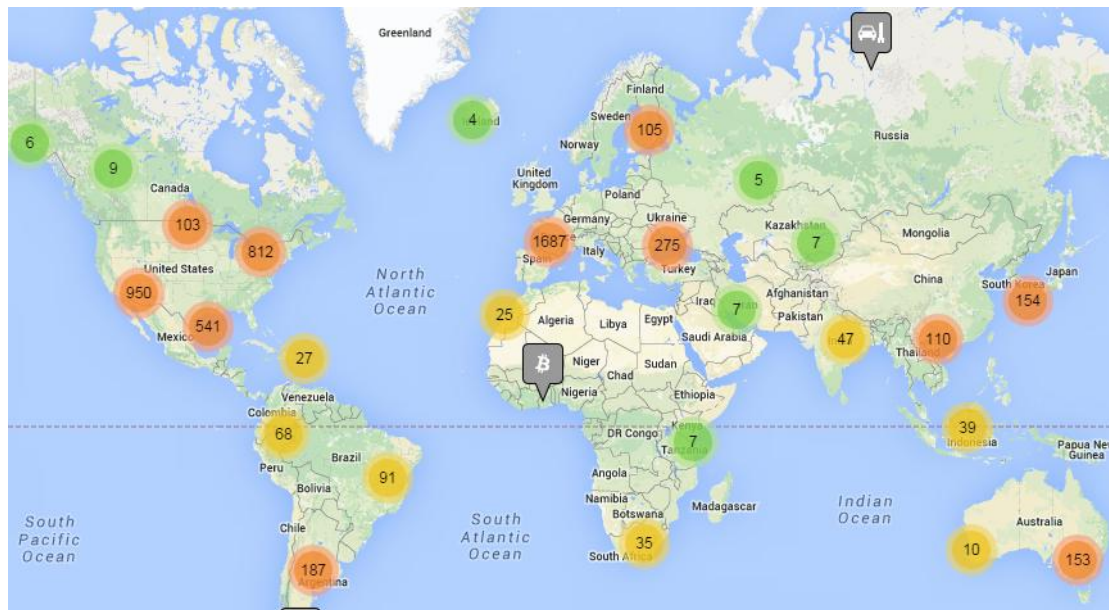 Greenland
4
Finland
Sweden
105
Norway
Russia
6
9
Canada
United
Kingdom
Poland
5
103
812
Germany
Ukraine
Kazakhstan
Mongolia
1687
Italy
275
7
United States
Spain
Turkey
China
Japan
South Korea
North
Atlantic
Ocean
950
541
Mexico
25
Algeria
Libya
Egypt
Iraq
7
Afghanistan
Pakistan
Saudi Arabia
47
110
Thailand
154
27
Niger
Chad
Sudan
Nigeria
Ethiopia
Venezuela
Colombia
68
DR Congo
Kenya
7
Tanzania
39
Indonesia
Papua New
Guinea
Brazil
91
Peru
Bolivia
Angola
Namibia
Botswana
Madagascar
Indian
Ocean
Chile
South
Pacific
Ocean
South
Atlantic
Ocean
35
South Africa
Australia
10
153
187
Argentina